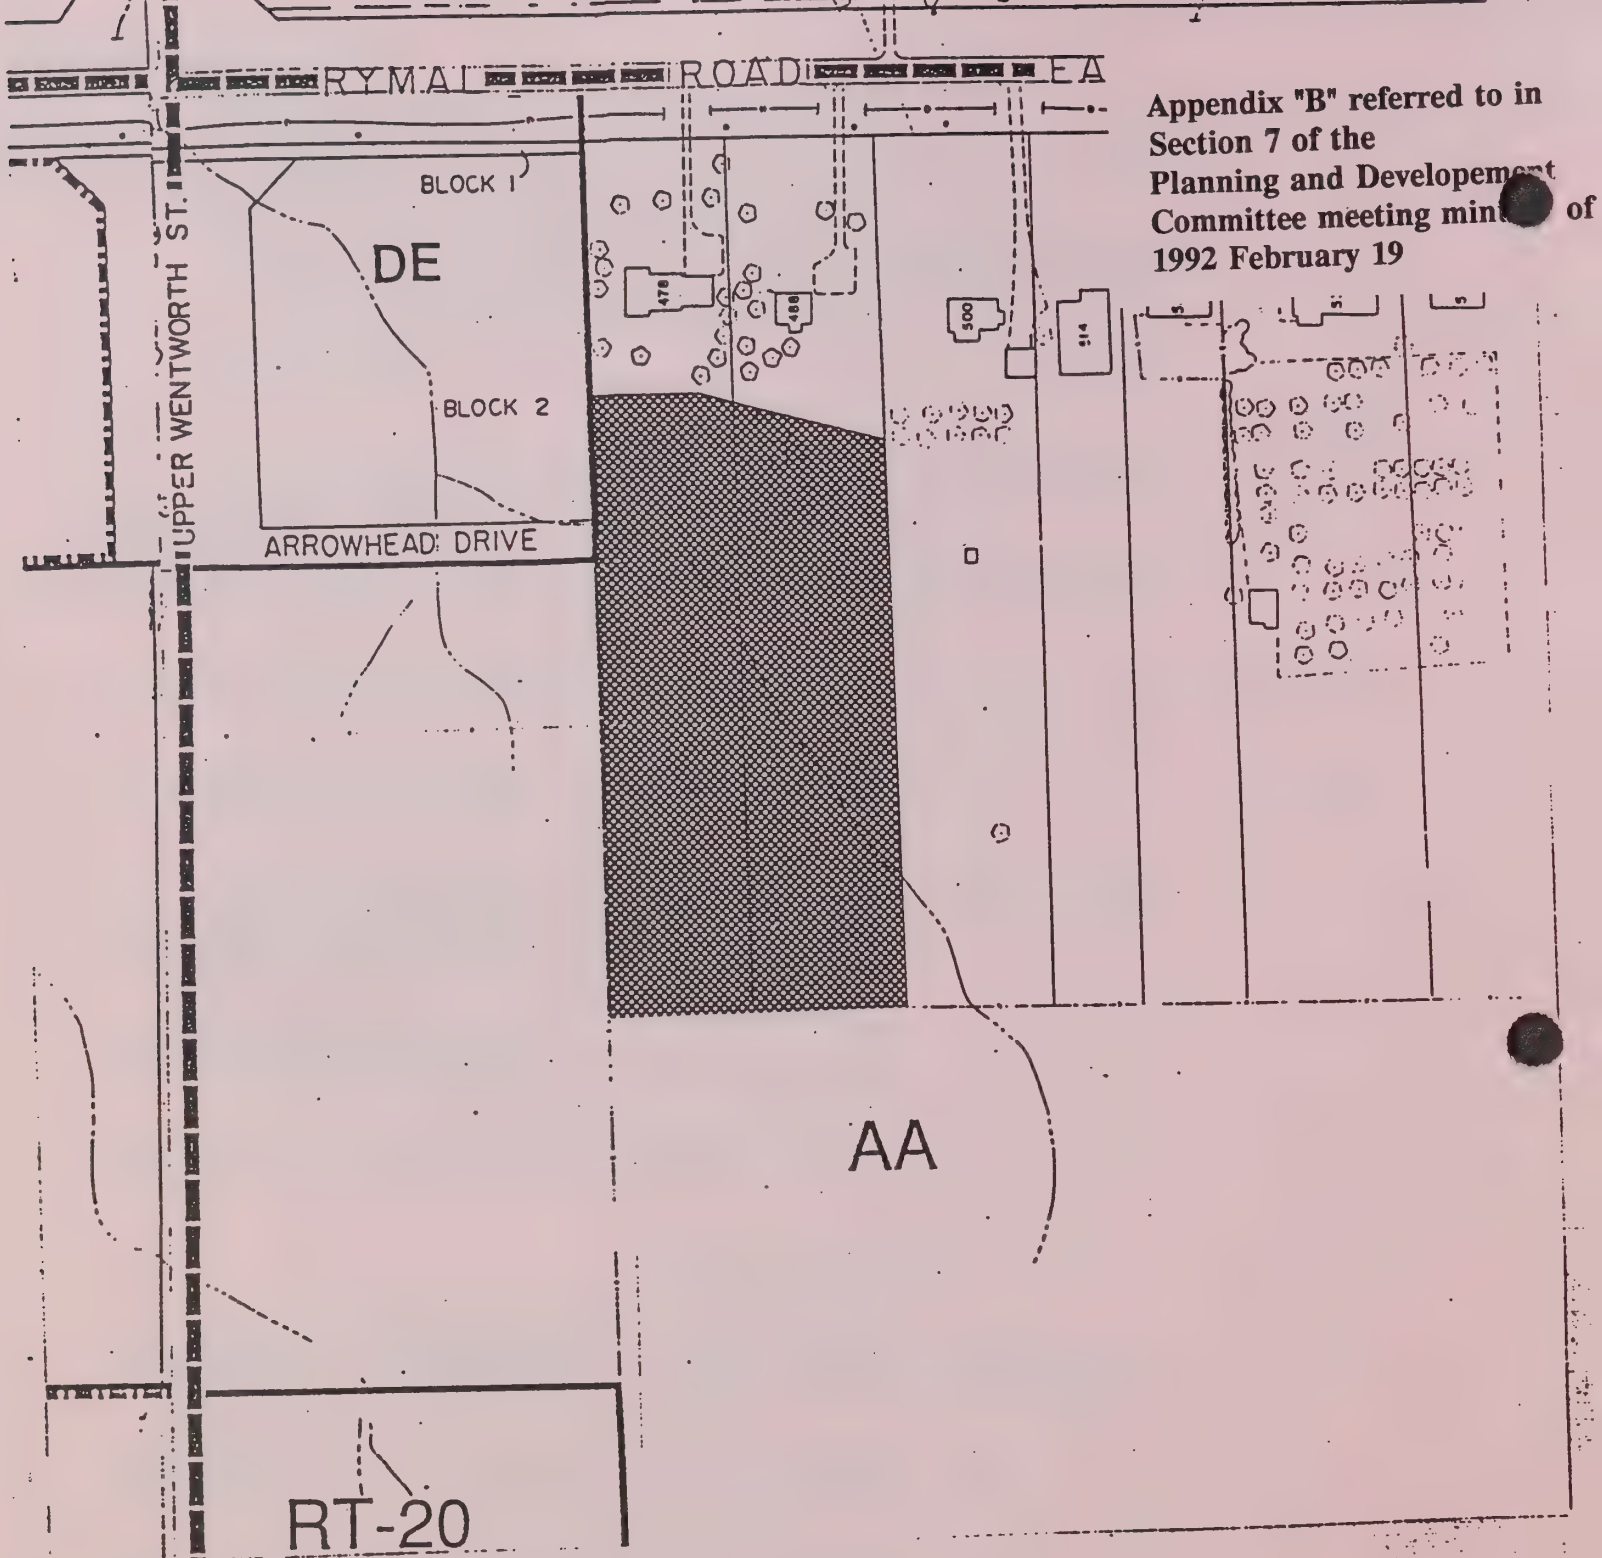 RYMAL ROAD EA
Appendix "B" referred to in
Section 7 of the
Planning and Developement
Committee meeting of
1992 February 19
BLOCK 1
DE
UPPER WENTWORTH ST.
478
488
500
514
BLOCK 2
ARROWHEAD DRIVE
AA
RT-20